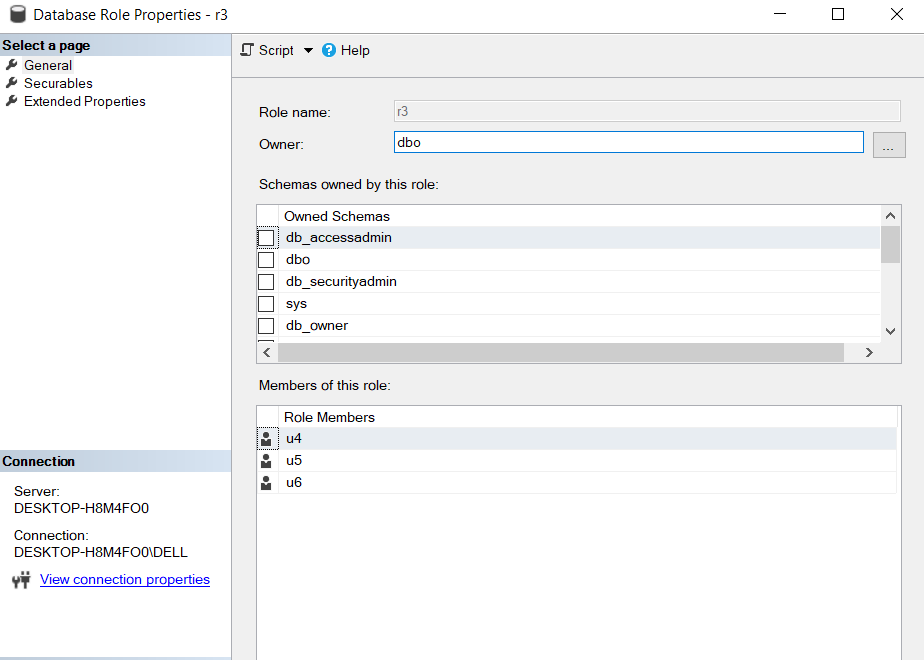 Database Role Properties - r3
Select a page
General
Securables
Extended Properties
Script
Help
Role name:
r3
Owner:
dbo
...
Schemas owned by this role:
Owned Schemas
db_accessadmin
dbo
db_securityadmin
sys
db_owner
Members of this role:
Role Members
u4
u5
u6
Connection
Server:
DESKTOP-H8M4FO0
Connection:
DESKTOP-H8M4FO0\DELL
View connection properties